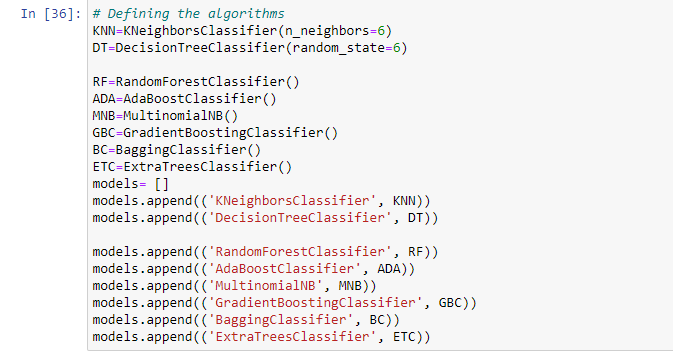 In [36]: # Defining the algorithms
KNN=KNeighborsClassifier(n_neighbors=6)
DT=DecisionTreeClassifier(random_state=6)
RF=RandomForestClassifier()
ADA=AdaBoostClassifier()
MNB=MultinomialNB()
GBC=GradientBoostingClassifier()
BC=BaggingClassifier()
ETC=ExtraTreesClassifier()
models= []
models.append(('KNeighborsClassifier', KNN))
models.append(('DecisionTreeClassifier', DT))
models.append(('RandomForestClassifier', RF))
models.append(('AdaBoostClassifier', ADA))
models.append(('MultinomialNB', MNB))
models.append(('GradientBoostingClassifier', GBC))
models.append(('BaggingClassifier', BC))
models.append(('ExtraTreesClassifier', ETC))